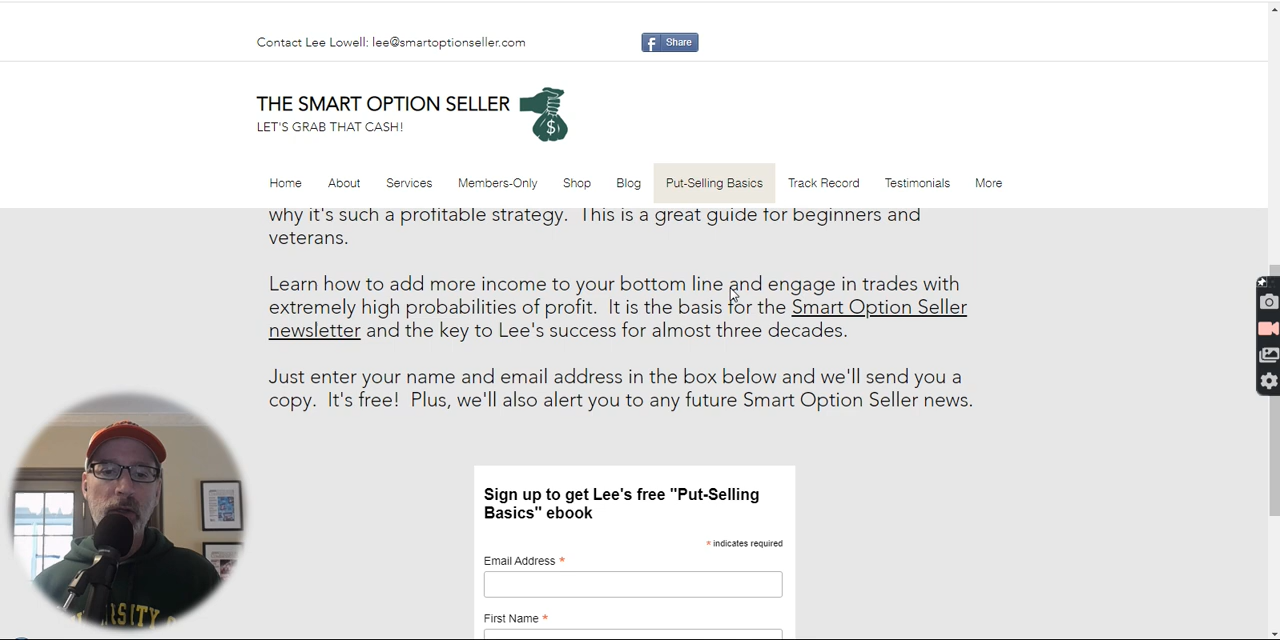 Contact Lee Lowell: lee@smartoptionseller.com
f Share
THE SMART OPTION SELLER
LET'S GRAB THAT CASH!
$
Home About Services Members-Only Shop Blog Put-Selling Basics Track Record Testimonials More
why it's such a profitable strategy. This is a great guide for beginners and
veterans.
Learn how to add more income to your bottom line and engage in trades with
extremely high probabilities of profit. It is the basis for the Smart Option Seller
newsletter and the key to Lee's success for almost three decades.
Just enter your name and email address in the box below and we'll send you a
copy. It's free! Plus, we'll also alert you to any future Smart Option Seller news.
Sign up to get Lee's free "Put-Selling
Basics" ebook
* indicates required
Email Address *
First Name *